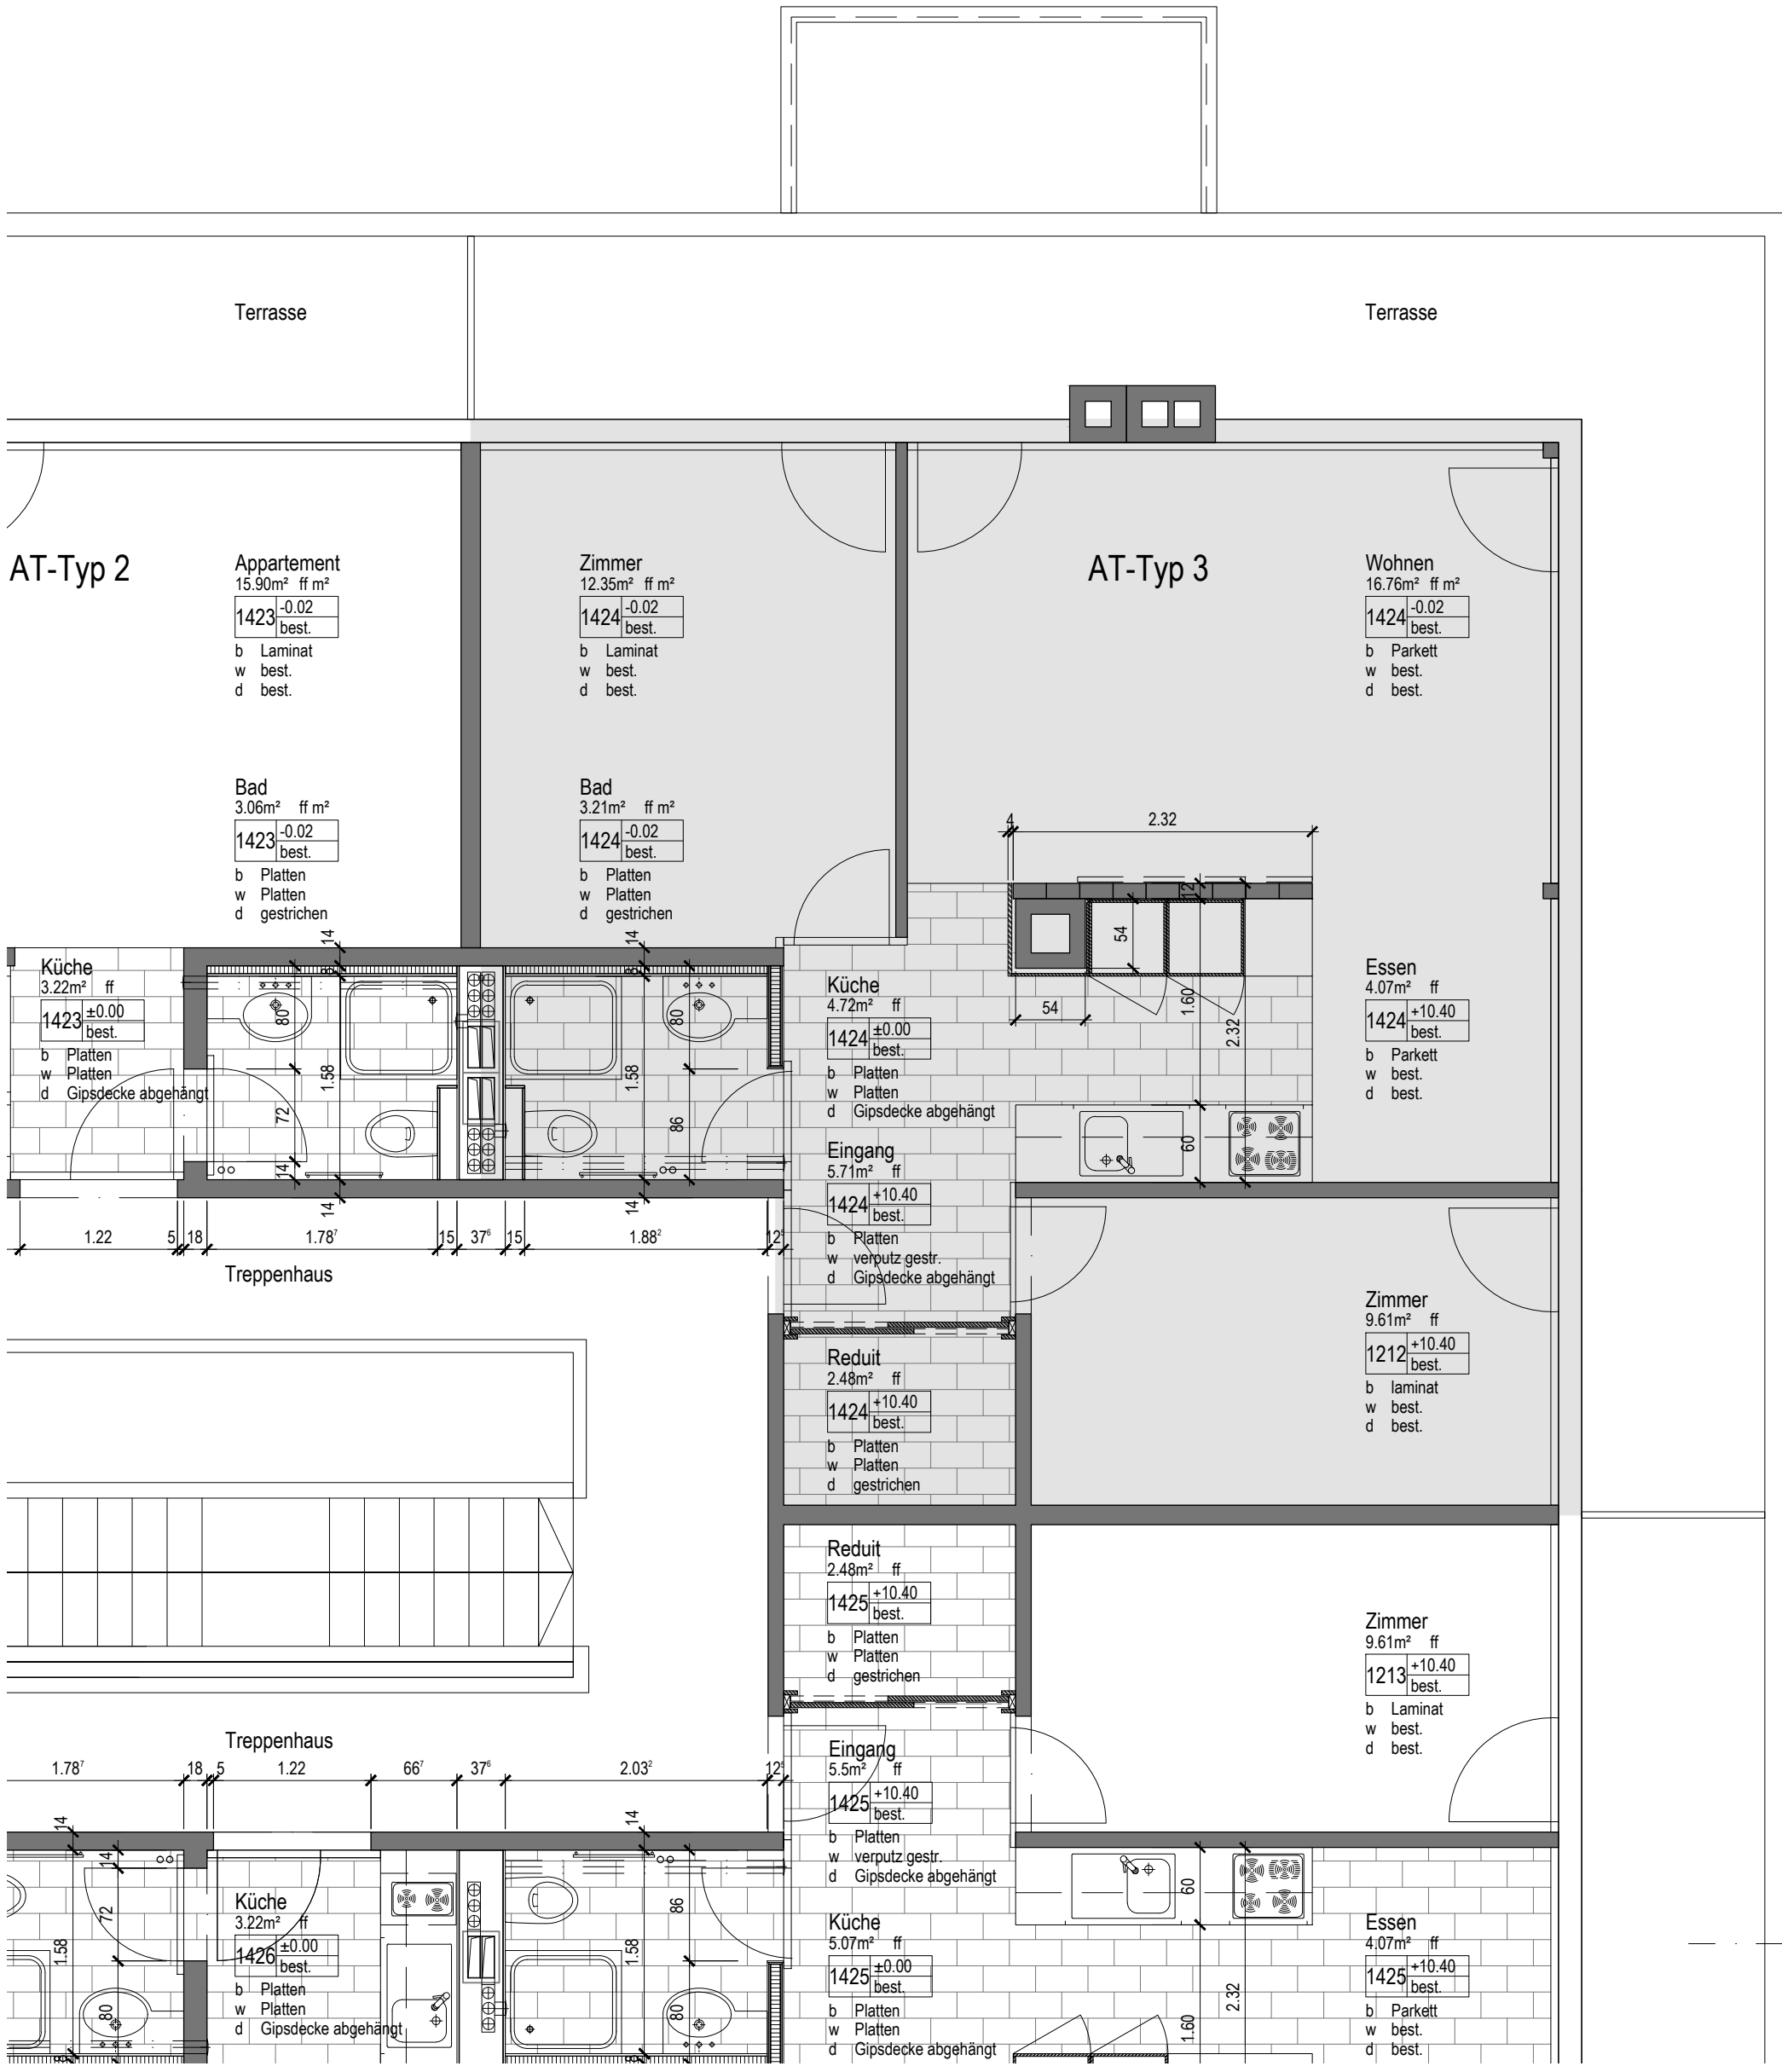 Terrasse
Terrasse
AT-Typ 2
Appartement
15.90m² ff m²
1423 -0.02
best.
b Laminat
w best.
d best.
Zimmer
12.35m² ff m²
1424 -0.02
best.
b Laminat
w best.
d best.
AT-Typ 3
Wohnen
16.76m² ff m²
1424 -0.02
best.
b Parkett
w best.
d best.
Bad
3.06m² ff m²
1423 -0.02
best.
b Platten
w Platten
d gestrichen
Bad
3.21m² ff m²
1424 -0.02
best.
b Platten
w Platten
d gestrichen
4 2.32
12
54
54
1.60
2.32
60
14
14
Küche
3.22m² ff
1423 ±0.00
best.
b Platten
w Platten
d Gipsdecke abgehängt
8
80
1.58
72
14
14
8
80
1.58
86
14
Küche
4.72m² ff
1424 ±0.00
best.
b Platten
w Platten
d Gipsdecke abgehängt
Essen
4.07m² ff
1424 +10.40
best.
b Parkett
w best.
d best.
Eingang
5.71m² ff
1424 +10.40
best.
b Platten
w verputz gestr.
d Gipsdecke abgehängt
1.22 5 18 1.78⁷ 15 37⁶ 15 1.88² 12⁵
Treppenhaus
Zimmer
9.61m² ff
1212 +10.40
best.
b laminat
w best.
d best.
Reduit
2.48m² ff
1424 +10.40
best.
b Platten
w Platten
d gestrichen
Reduit
2.48m² ff
1425 +10.40
best.
b Platten
w Platten
d gestrichen
Zimmer
9.61m² ff
1213 +10.40
best.
b Laminat
w best.
d best.
Treppenhaus
1.78⁷ 18 5 1.22 66⁷ 37⁶ 2.03² 12⁵
Eingang
5.5m² ff
1425 +10.40
best.
b Platten
w verputz gestr.
d Gipsdecke abgehängt
14
14
72
1.58
80
8
Küche
3.22m² ff
1426 ±0.00
best.
b Platten
w Platten
d Gipsdecke abgehängt
14
86
1.58
80
8
Küche
5.07m² ff
1425 ±0.00
best.
b Platten
w Platten
d Gipsdecke abgehängt
60
2.32
1.60
Essen
4.07m² ff
1425 +10.40
best.
b Parkett
w best.
d best.